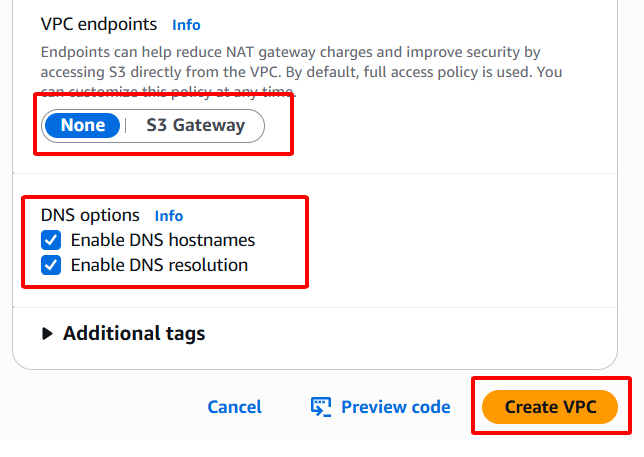 VPC endpoints Info
Endpoints can help reduce NAT gateway charges and improve security by
accessing S3 directly from the VPC. By default, full access policy is used. You
can customize this policy at any time.
None S3 Gateway
DNS options Info
Enable DNS hostnames
Enable DNS resolution
Additional tags
Cancel Preview code Create VPC